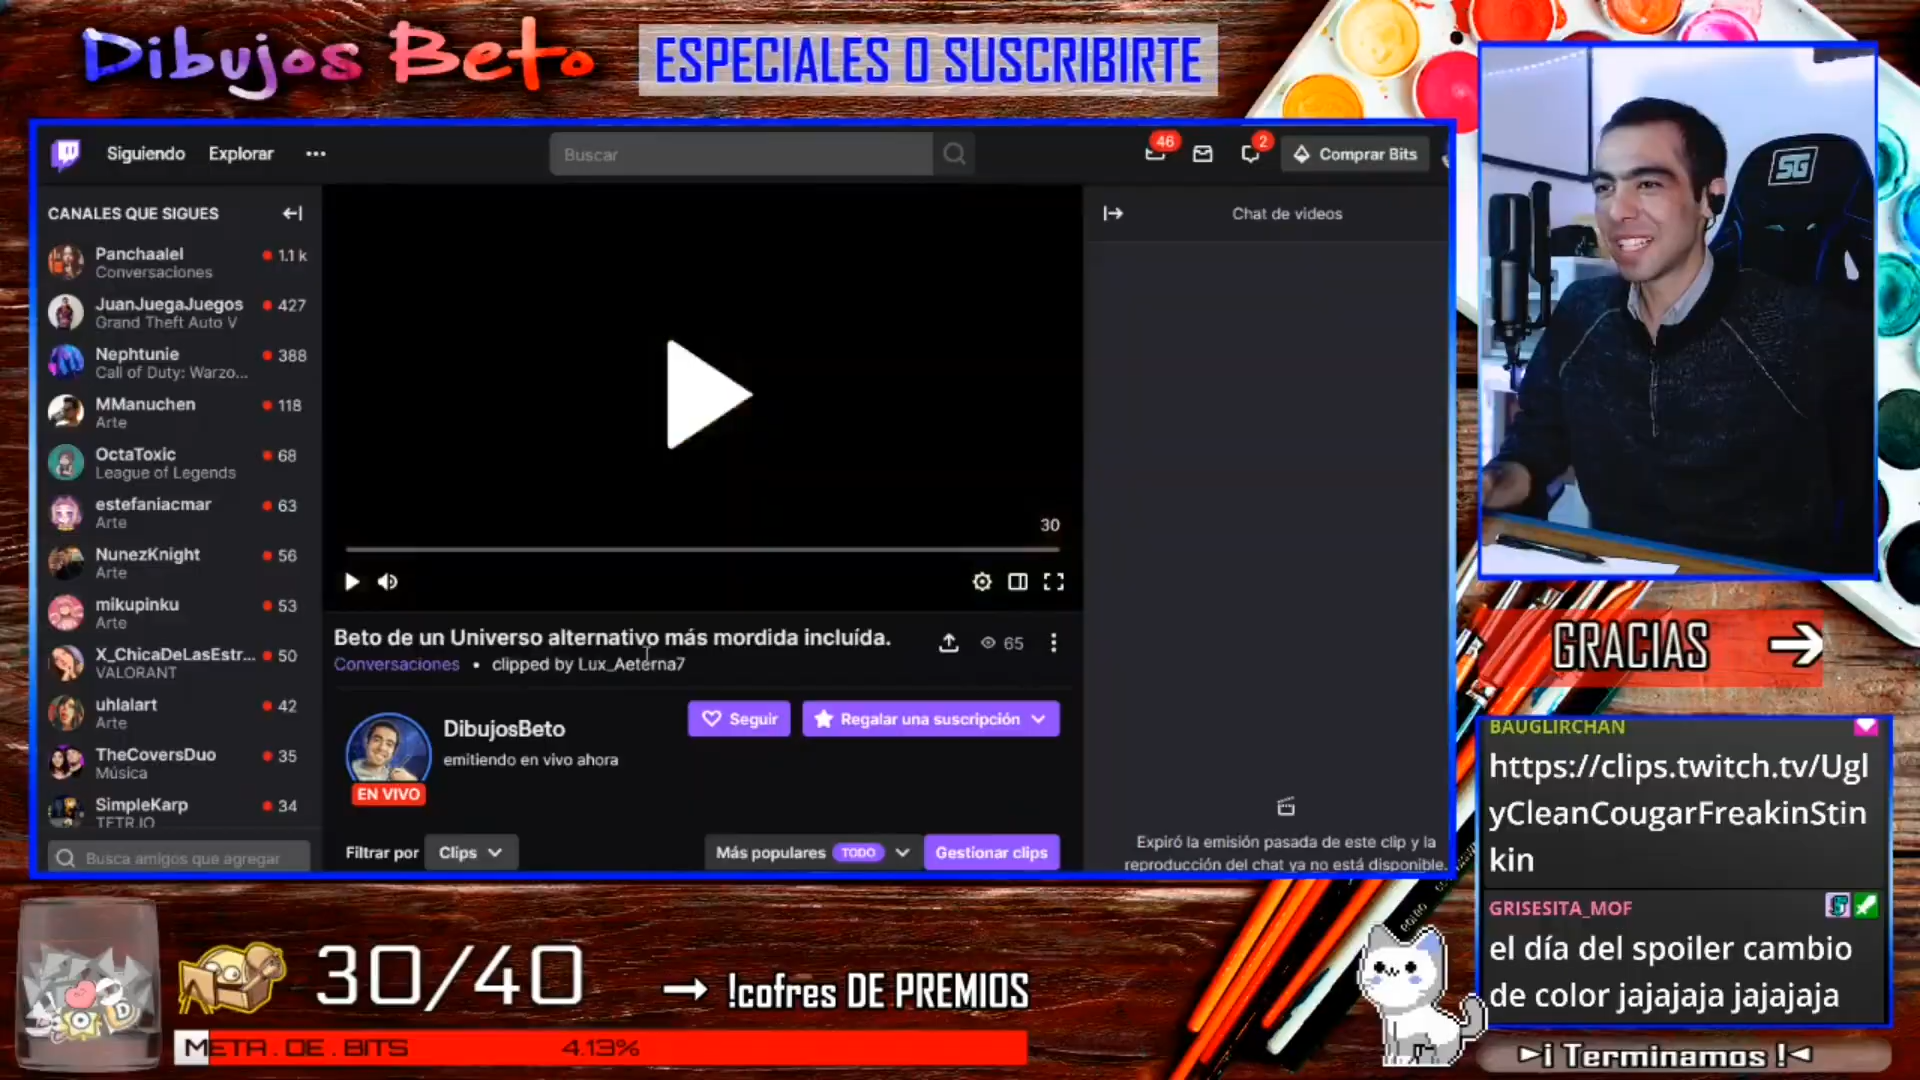 Dibujos Beto
ESPECIALES O SUSCRIBIRTE
Siguiendo
Explorar
Buscar
46
2
Comprar Bits
CANALES QUE SIGUES
Panchaalel
1.1 k
Conversaciones
JuanJuegaJuegos
427
Grand Theft Auto V
Nephtunie
388
Call of Duty: Warzo...
MManuchen
118
Arte
OctaToxic
68
League of Legends
estefaniacmar
63
Arte
NunezKnight
56
Arte
mikupinku
53
Arte
X_ChicaDeLasEstr...
50
VALORANT
uhlalart
42
Arte
TheCoversDuo
35
Música
SimpleKarp
34
TETR.IO
Busca amigos que agregar
30
Beto de un Universo alternativo más mordida incluída.
65
Conversaciones • clipped by Lux_Aeterna7
DibujosBeto
emitiendo en vivo ahora
EN VIVO
Seguir
Regalar una suscripción
Filtrar por
Clips
Más populares
TODO
Gestionar clips
Chat de videos
Expiró la emisión pasada de este clip y la
reproducción del chat ya no está disponible.
SG
GRACIAS
BAUGLIRCHAN
https://clips.twitch.tv/Ugl
yCleanCougarFreakinStin
kin
GRISESITA_MOF
el día del spoiler cambio
de color jajajaja jajajaja
¡ Terminamos !
30/40
!cofres DE PREMIOS
META.DE.BITS
4.13%